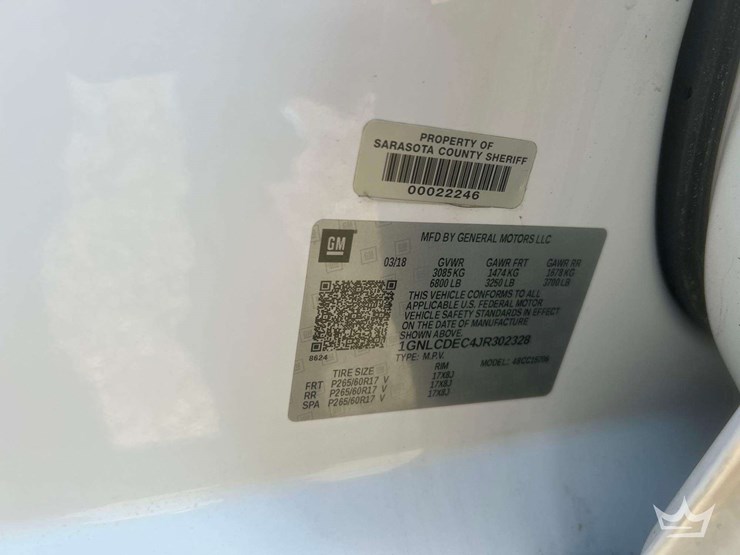 PROPERTY OF
SARASOTA COUNTY SHERIFF
00022246
GM
MFD BY GENERAL MOTORS LLC
03/18 GVWR GAWR FRT GAWR RR
3085 KG 1474 KG 1678 KG
6800 LB 3250 LB 3700 LB
THIS VEHICLE CONFORMS TO ALL
APPLICABLE U.S. FEDERAL MOTOR
VEHICLE SAFETY STANDARDS IN EFFECT
ON THE DATE OF MANUFACTURE
SHOWN ABOVE.
1GNLCDEC4JR302328
8624
TYPE: M.P.V. MODEL:
TIRE SIZE RIM
FRT P265/60R17 V 17X8J
RR P265/60R17 V 17X8J
SPA P265/60R17 V 17X8J